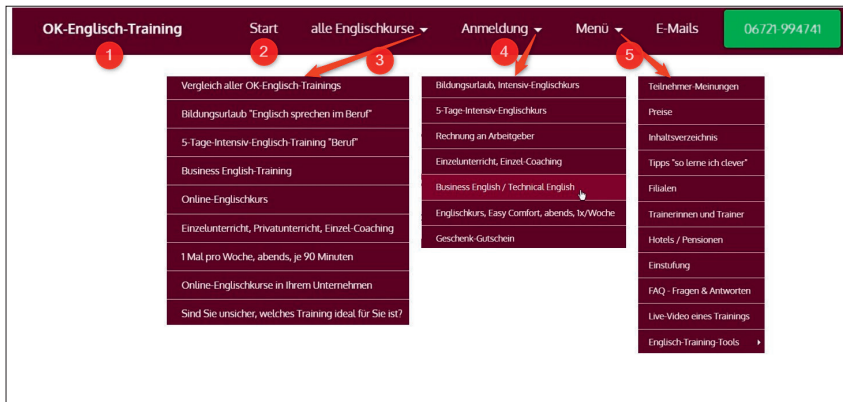 OK-Englisch-Training Start alle Englischkurse Anmeldung Menü E-Mails 06721-994741
1 2 3 4 5
Vergleich aller OK-Englisch-Trainings
Bildungsurlaub "Englisch sprechen im Beruf"
5-Tage-Intensiv-Englisch-Training "Beruf"
Business English-Training
Online-Englischkurs
Einzelunterricht, Privatunterricht, Einzel-Coaching
1 Mal pro Woche, abends, je 90 Minuten
Online-Englischkurse in Ihrem Unternehmen
Sind Sie unsicher, welches Training ideal für Sie ist?
Bildungsurlaub, Intensiv-Englischkurs
5-Tage-Intensiv-Englischkurs
Rechnung an Arbeitgeber
Einzelunterricht, Einzel-Coaching
Business English / Technical English
Englischkurs, Easy Comfort, abends, 1x/Woche
Geschenk-Gutschein
Teilnehmer-Meinungen
Preise
Inhaltsverzeichnis
Tipps "so lerne ich clever"
Filialen
Trainerinnen und Trainer
Hotels / Pensionen
Einstufung
FAQ - Fragen & Antworten
Live-Video eines Trainings
Englisch-Training-Tools